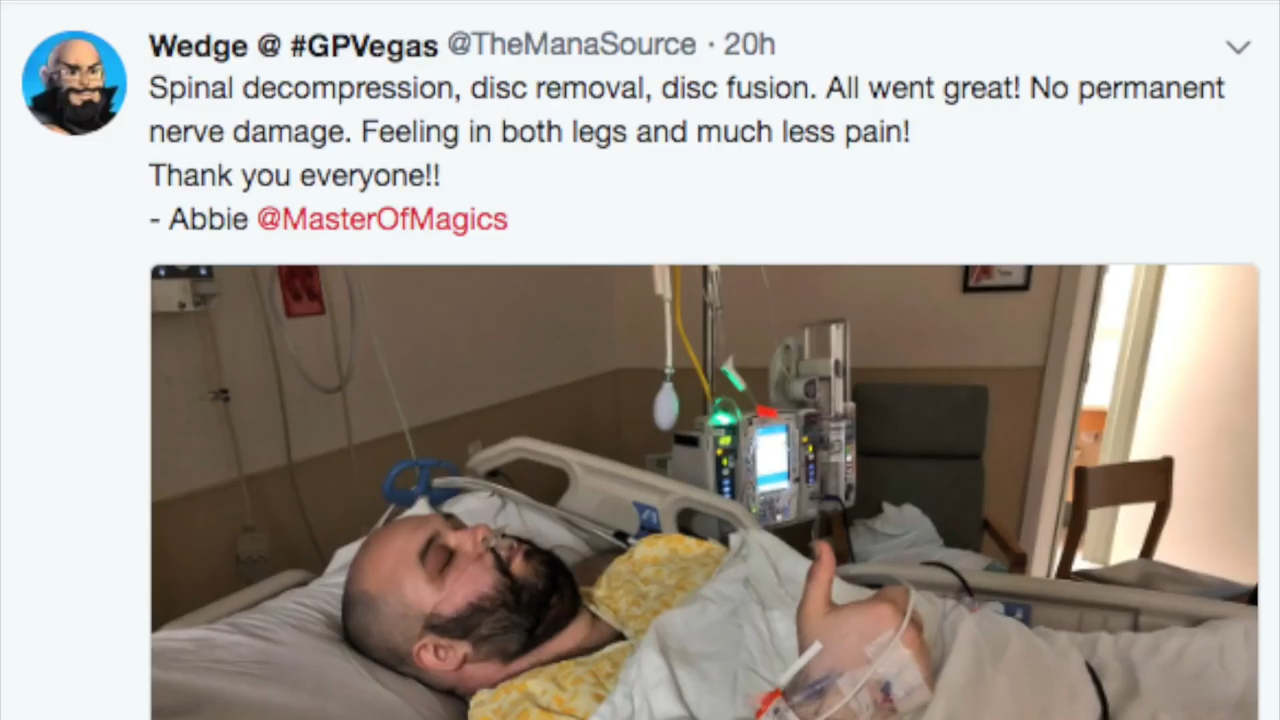 Wedge @ #GPVegas @TheManaSource · 20h
Spinal decompression, disc removal, disc fusion. All went great! No permanent
nerve damage. Feeling in both legs and much less pain!
Thank you everyone!!
- Abbie @MasterOfMagics